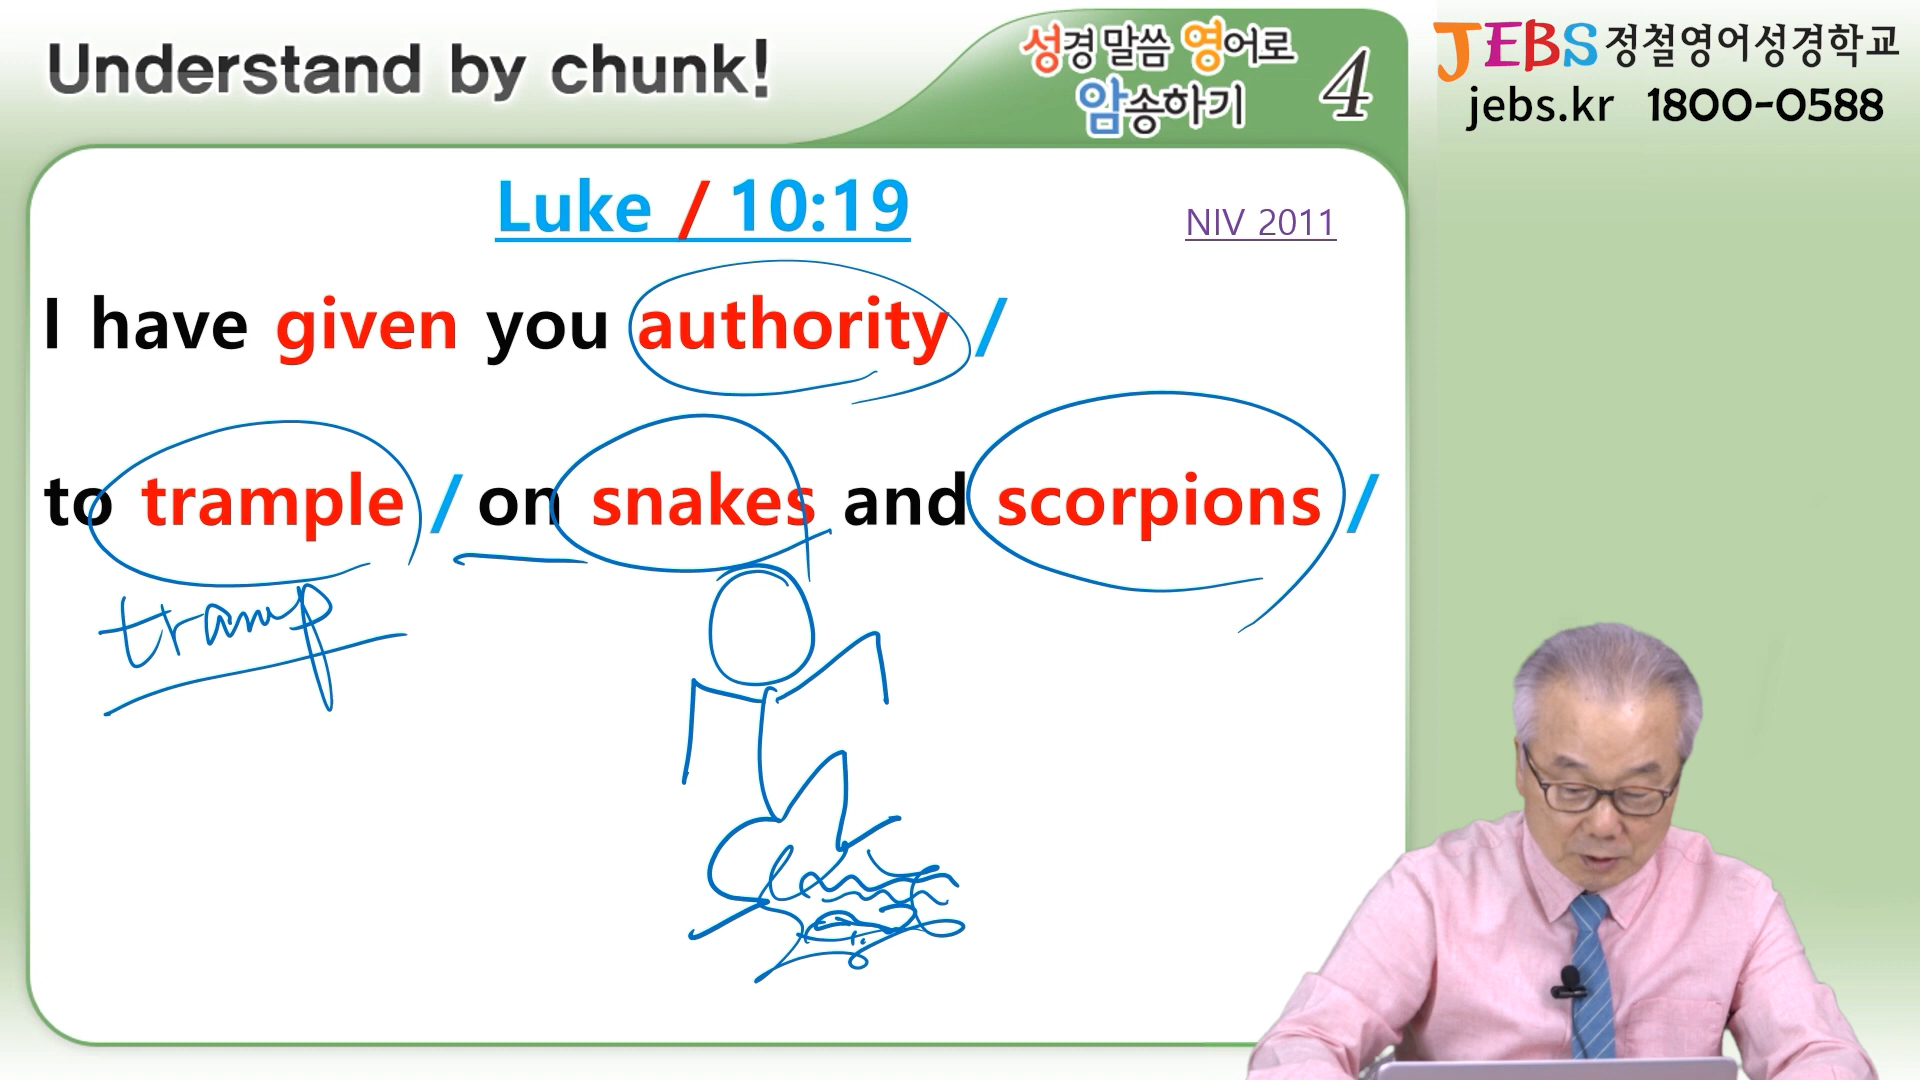 Understand by chunk!
성경말씀 영어로
암송하기 4
JEBS 정철영어성경학교
jebs.kr 1800-0588
Luke / 10:19
NIV 2011
I have given you authority /
to trample / on snakes and scorpions /
tramp